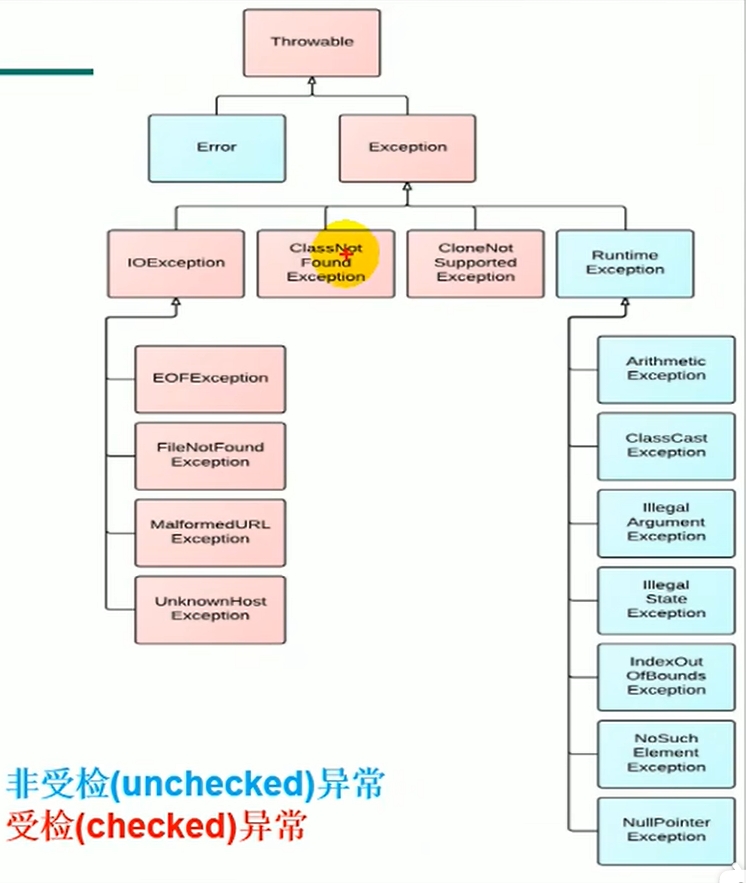 Throwable
Error
Exception
IOException
ClassNot
Found
Exception
CloneNot
Supported
Exception
Runtime
Exception
EOFException
FileNotFound
Exception
MalformedURL
Exception
UnknownHost
Exception
Arithmetic
Exception
ClassCast
Exception
Illegal
Argument
Exception
Illegal
State
Exception
IndexOut
OfBounds
Exception
NoSuch
Element
Exception
NullPointer
Exception
非受检(unchecked)异常
受检(checked)异常